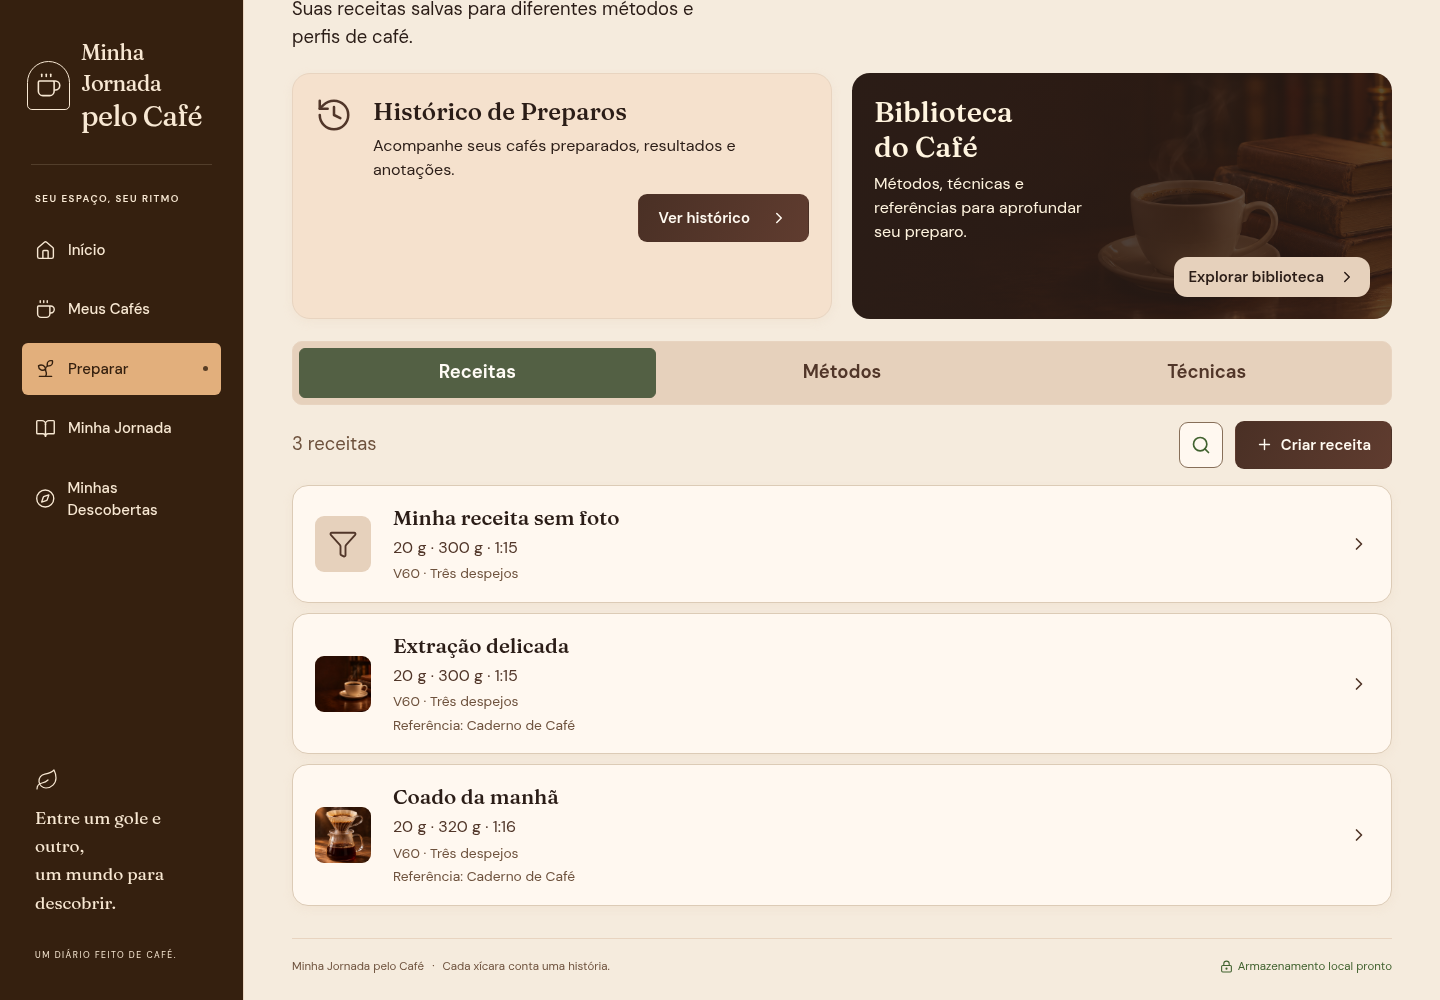 Minha
Jornada
pelo Café
SEU ESPAÇO, SEU RITMO
Início
Meus Cafés
Preparar
Minha Jornada
Minhas
Descobertas
Entre um gole e
outro,
um mundo para
descobrir.
UM DIÁRIO FEITO DE CAFÉ.
Suas receitas salvas para diferentes métodos e
perfis de café.
Histórico de Preparos
Acompanhe seus cafés preparados, resultados e
anotações.
Ver histórico
Biblioteca
do Café
Métodos, técnicas e
referências para aprofundar
seu preparo.
Explorar biblioteca
Receitas
Métodos
Técnicas
3 receitas
Criar receita
Minha receita sem foto
20 g · 300 g · 1:15
V60 · Três despejos
Extração delicada
20 g · 300 g · 1:15
V60 · Três despejos
Referência: Caderno de Café
Coado da manhã
20 g · 320 g · 1:16
V60 · Três despejos
Referência: Caderno de Café
Minha Jornada pelo Café · Cada xícara conta uma história.
Armazenamento local pronto